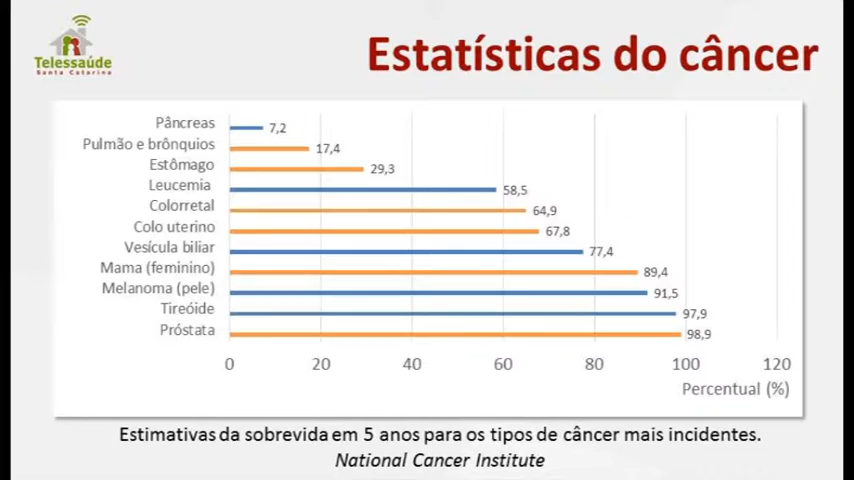 Telessaúde
Santa Catarina
Estatísticas do câncer
Pâncreas 7,2
Pulmão e brônquios 17,4
Estômago 29,3
Leucemia 58,5
Colorretal 64,9
Colo uterino 67,8
Vesícula biliar 77,4
Mama (feminino) 89,4
Melanoma (pele) 91,5
Tireóide 97,9
Próstata 98,9
0 20 40 60 80 100 120
Percentual (%)
Estimativas da sobrevida em 5 anos para os tipos de câncer mais incidentes.
National Cancer Institute